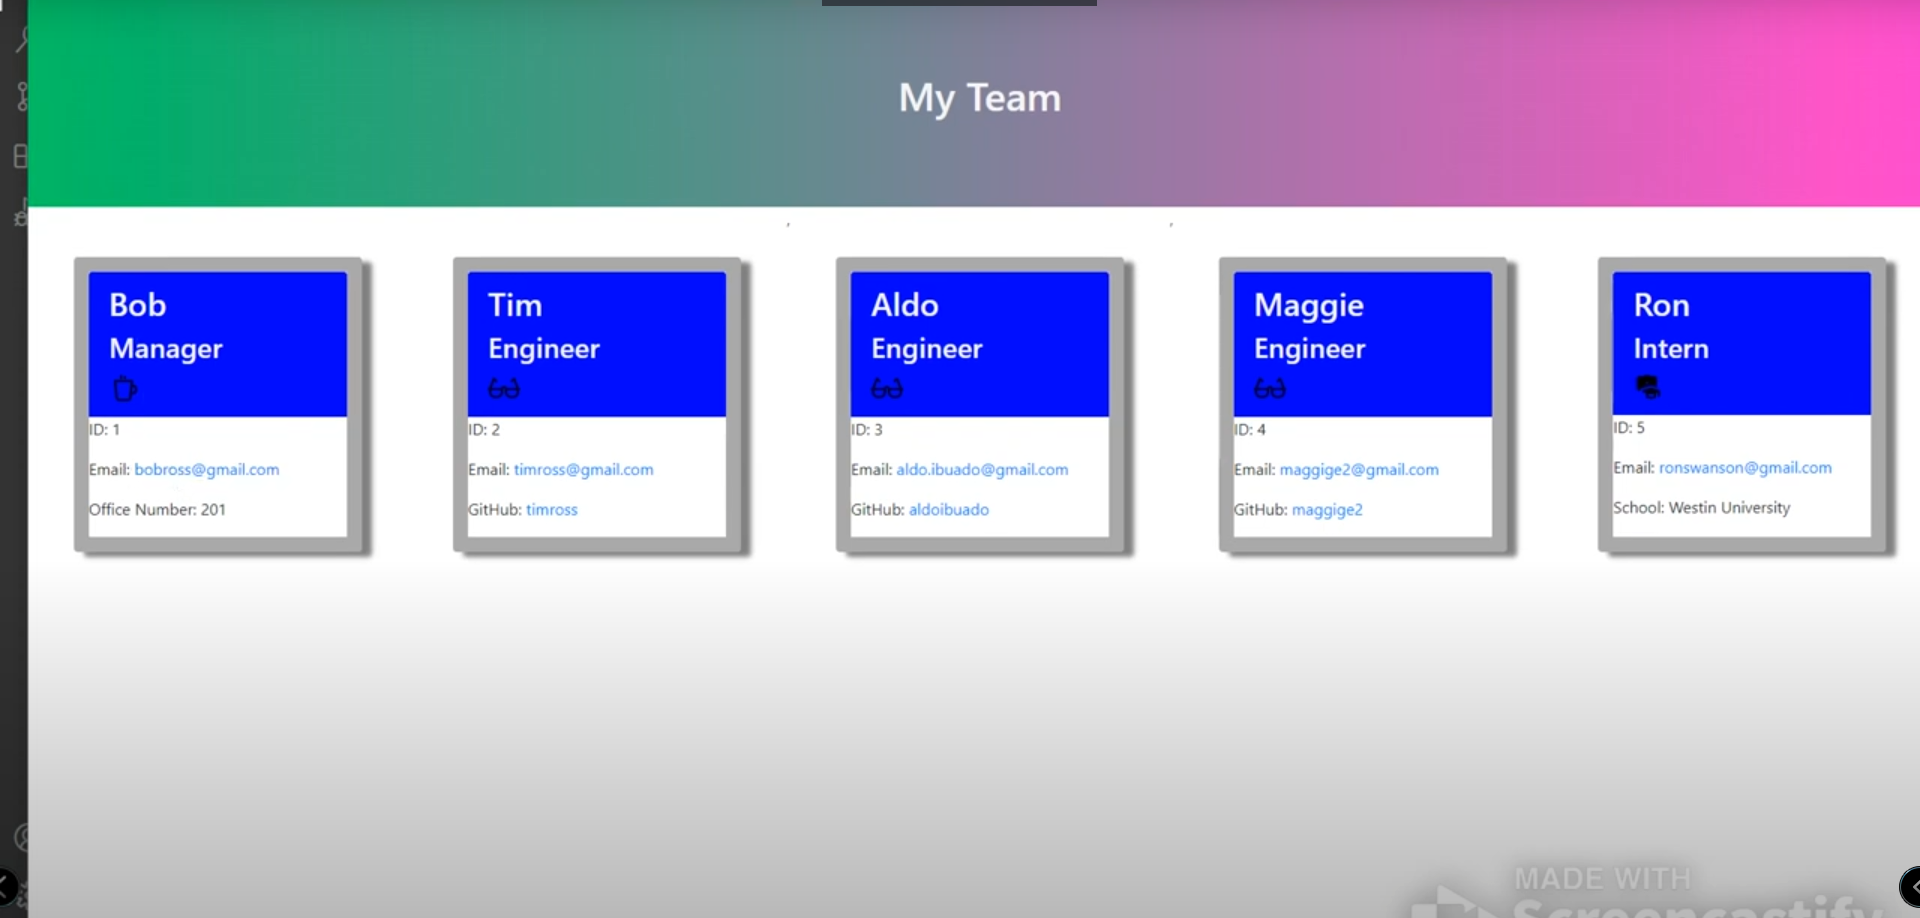 My Team
, ,
Bob
Manager
ID: 1
Email: bobross@gmail.com
Office Number: 201
Tim
Engineer
ID: 2
Email: timross@gmail.com
GitHub: timross
Aldo
Engineer
ID: 3
Email: aldo.ibuado@gmail.com
GitHub: aldoibuado
Maggie
Engineer
ID: 4
Email: maggige2@gmail.com
GitHub: maggige2
Ron
Intern
ID: 5
Email: ronswanson@gmail.com
School: Westin University
MADE WITH
Screencastify